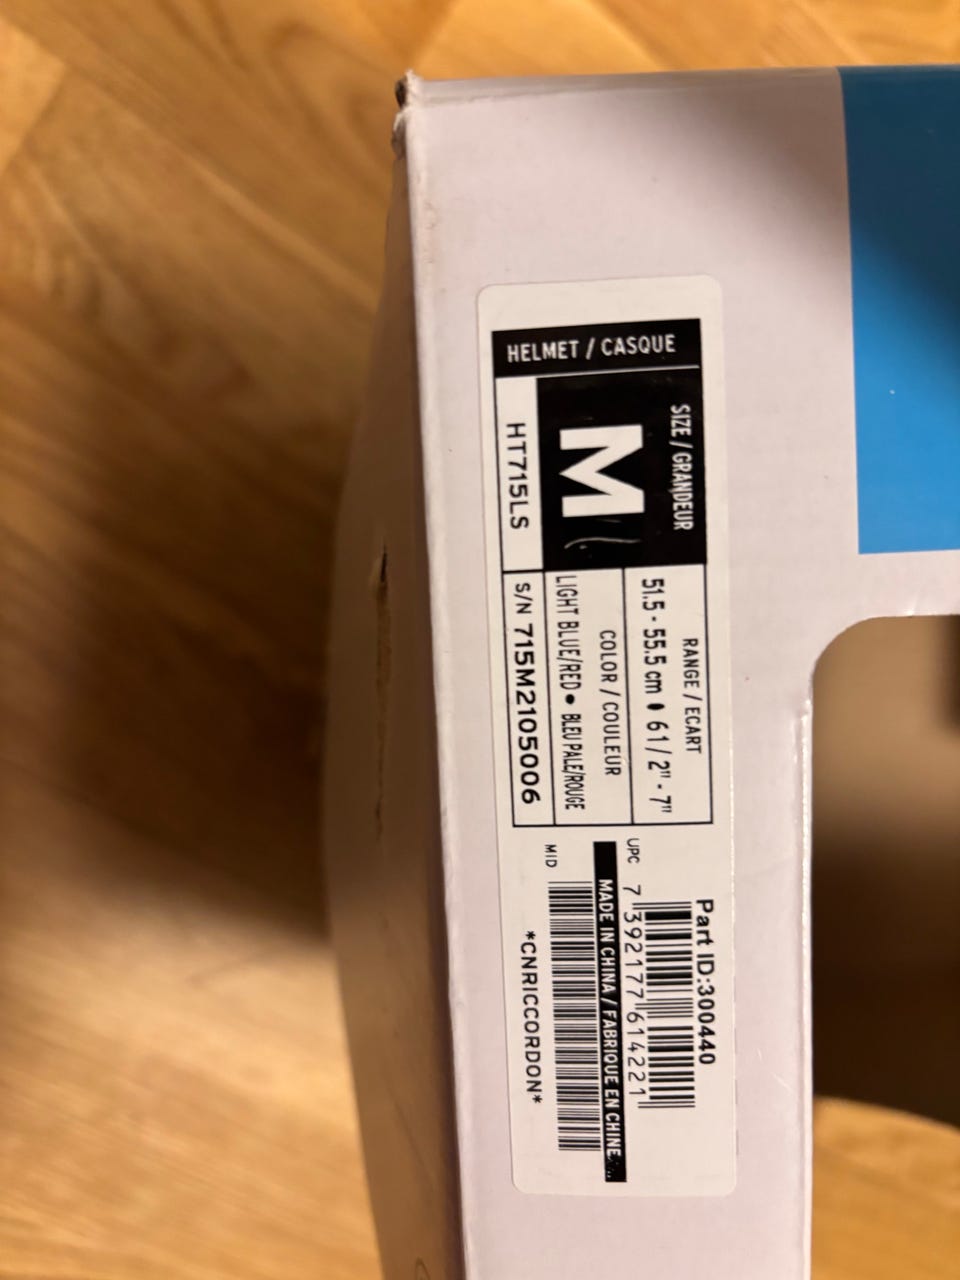 HELMET / CASQUE
SIZE / GRANDEUR
M
HT715LS
RANGE / ECART
51.5 - 55.5 cm • 6 1/2" - 7"
COLOR / COULEUR
LIGHT BLUE/RED • BLEU PALE/ROUGE
S/N 715M2105006
Part ID:300440
UPC
7 392177 614221
MADE IN CHINA / FABRIQUE EN CHINE
MID
*CNRICCORDON*